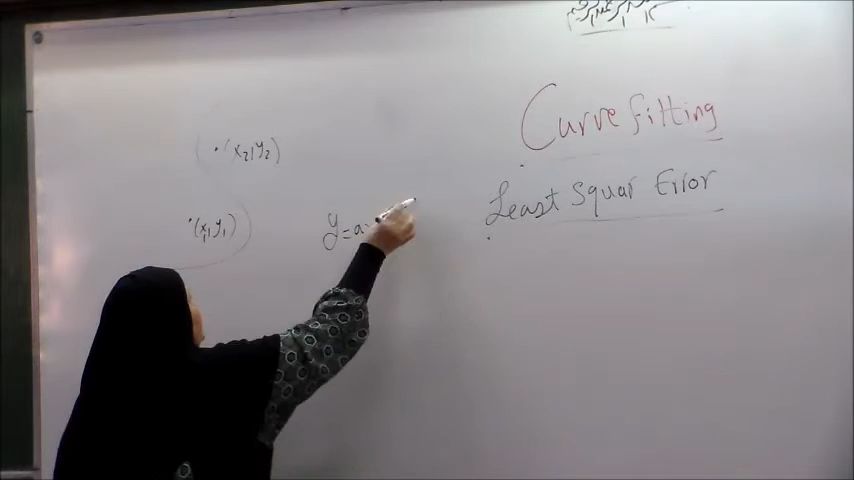 Curve fitting
Least Squar Error
(x₂,y₂)
(x₁,y₁)
y=a